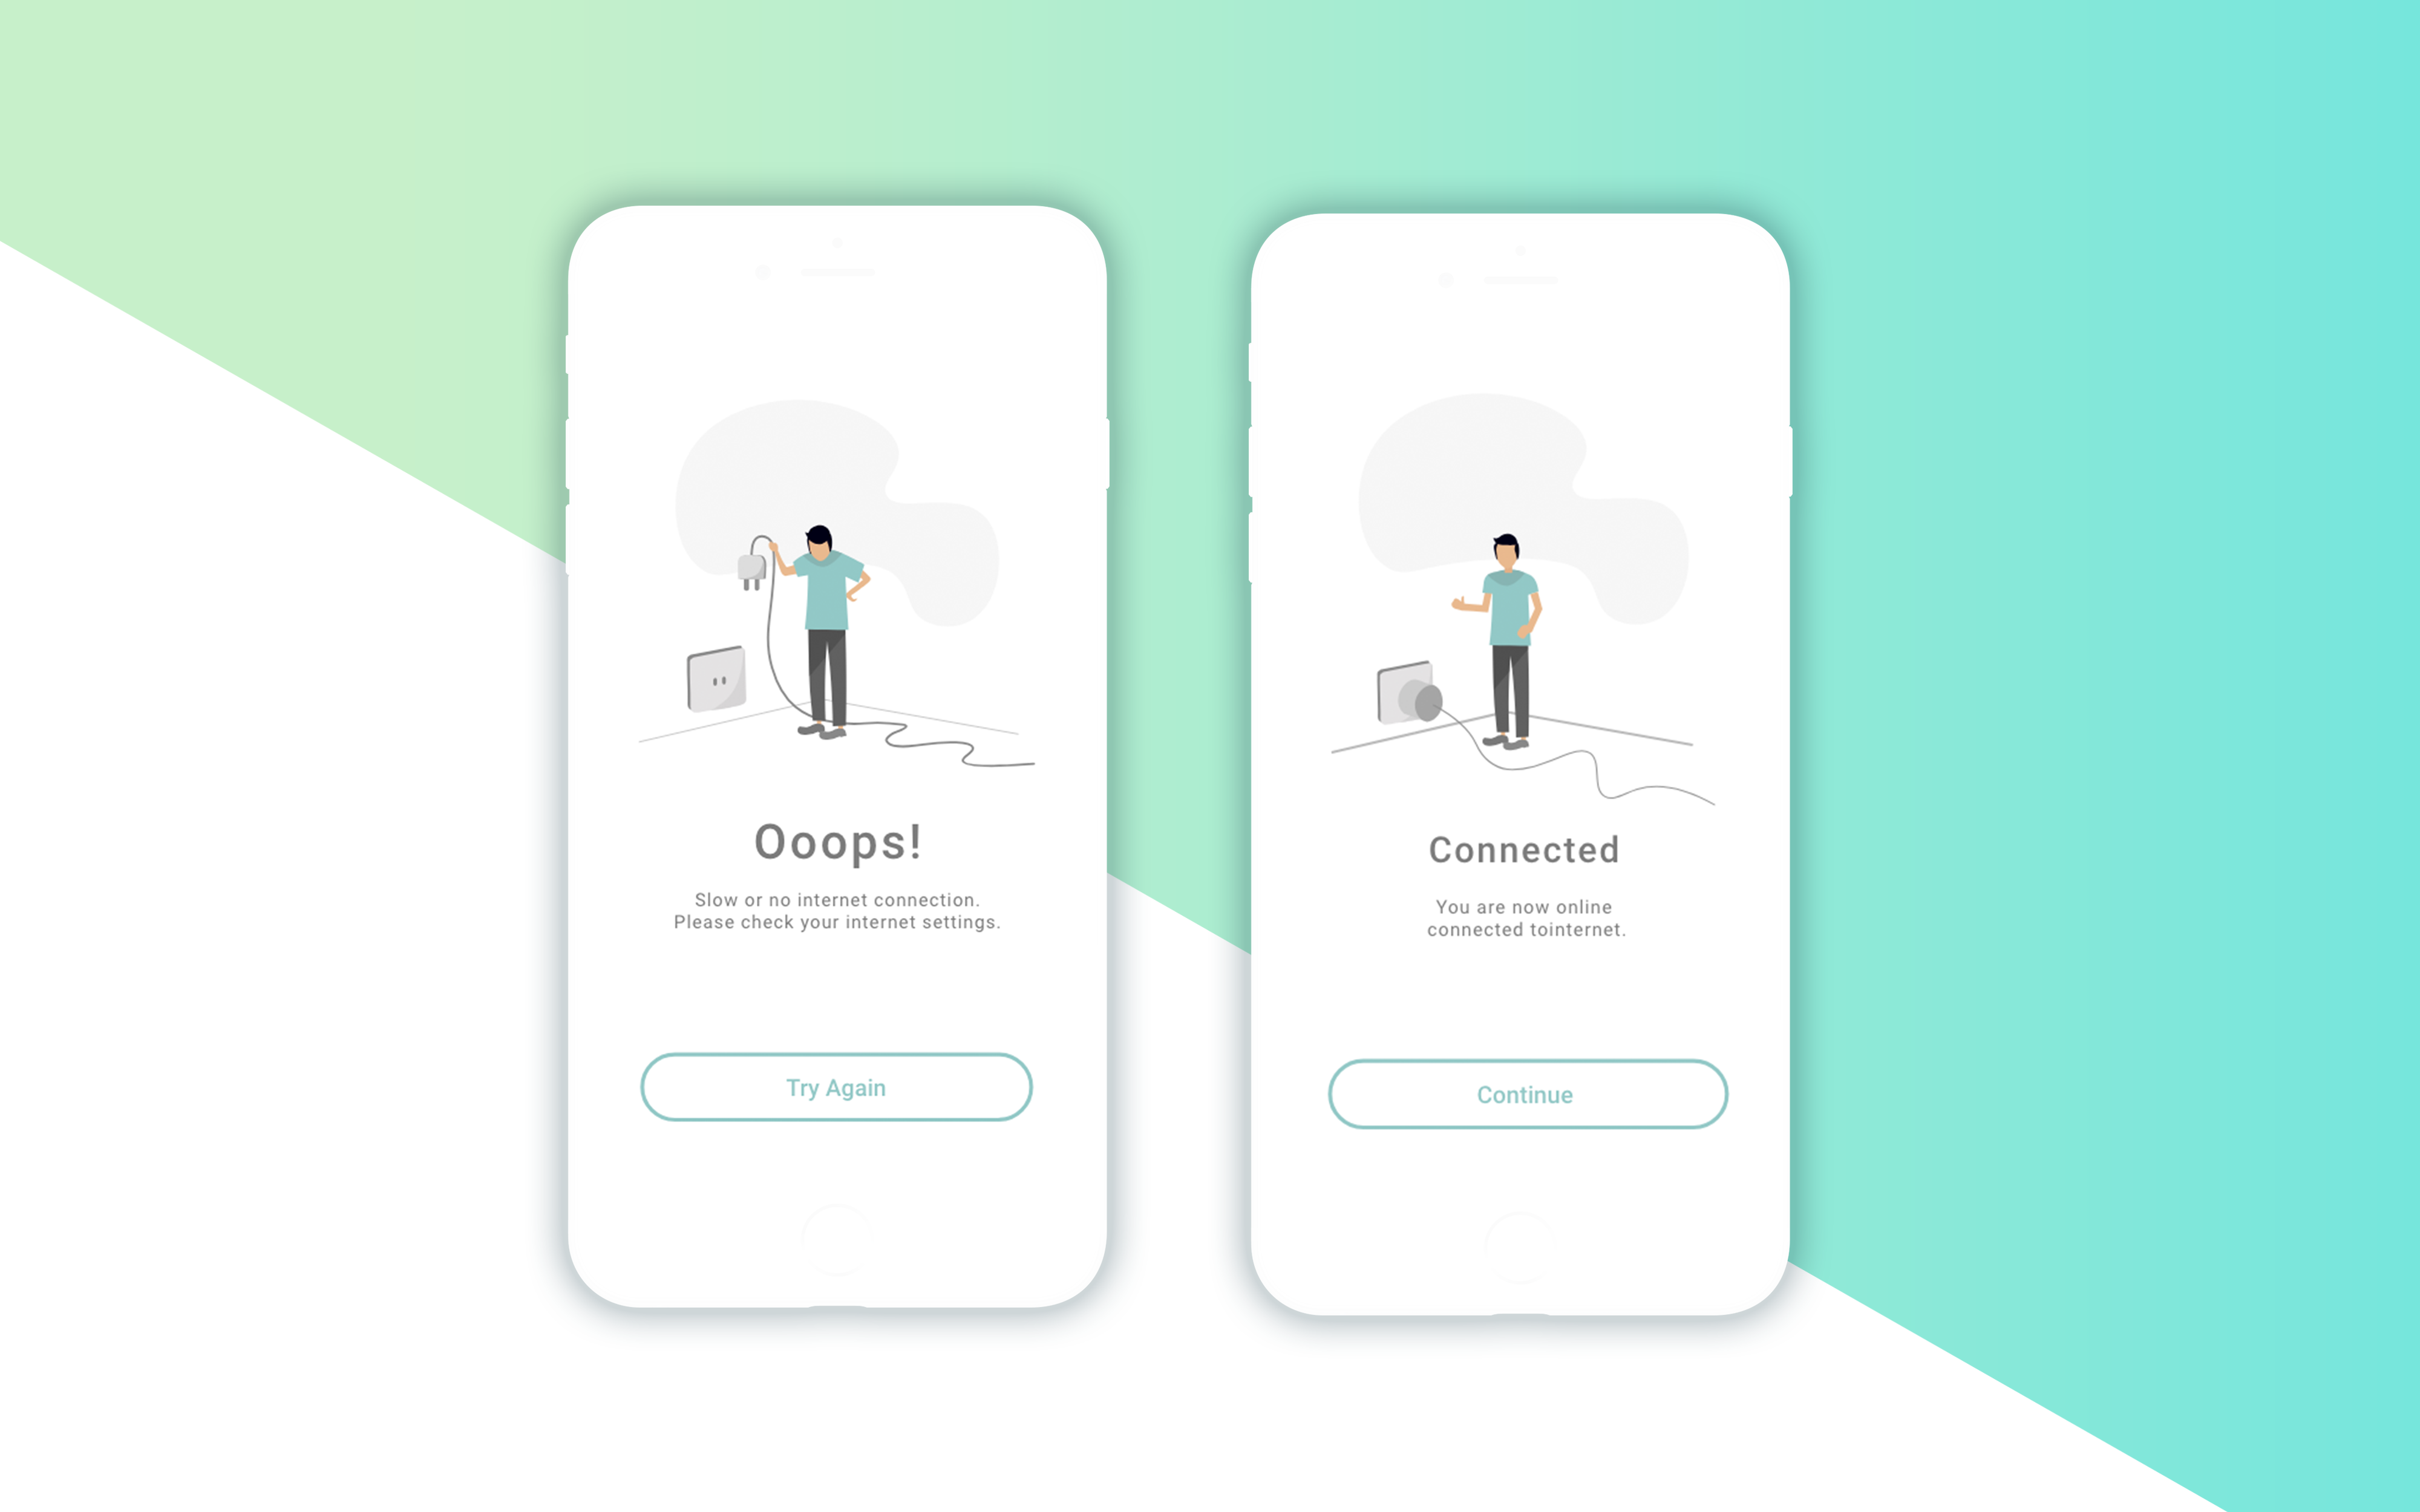 Ooops!
Slow or no internet connection.
Please check your internet settings.
Try Again
Connected
You are now online
connected tointernet.
Continue